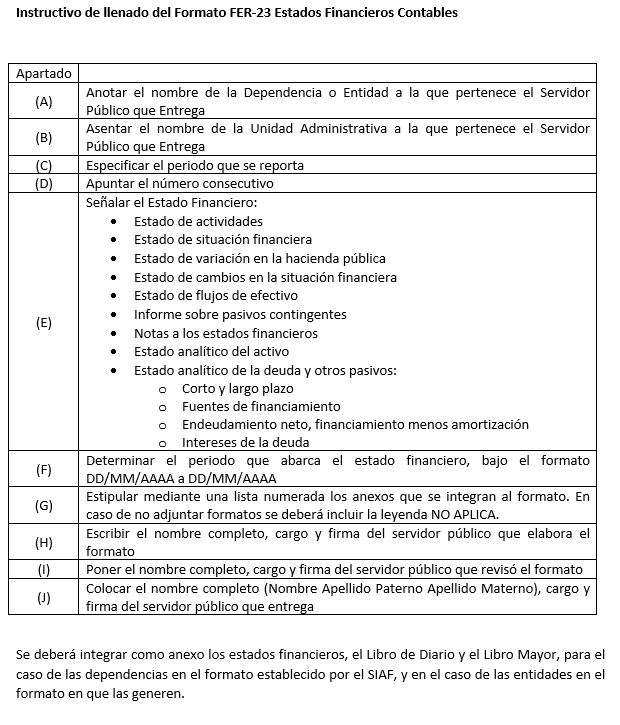 Instructivo de llenado del Formato FER-23 Estados Financieros Contables
Apartado
(A)
Anotar el nombre de la Dependencia o Entidad a la que pertenece el Servidor
Público que Entrega
(B)
Asentar el nombre de la Unidad Administrativa a la que pertenece el Servidor
Público que Entrega
(C)
Especificar el periodo que se reporta
(D)
Apuntar el número consecutivo
(E)
Señalar el Estado Financiero:
• Estado de actividades
• Estado de situación financiera
• Estado de variación en la hacienda pública
• Estado de cambios en la situación financiera
• Estado de flujos de efectivo
• Informe sobre pasivos contingentes
• Notas a los estados financieros
• Estado analítico del activo
• Estado analítico de la deuda y otros pasivos:
o Corto y largo plazo
o Fuentes de financiamiento
o Endeudamiento neto, financiamiento menos amortización
o Intereses de la deuda
(F)
Determinar el periodo que abarca el estado financiero, bajo el formato
DD/MM/AAAA a DD/MM/AAAA
(G)
Estipular mediante una lista numerada los anexos que se integran al formato. En
caso de no adjuntar formatos se deberá incluir la leyenda NO APLICA.
(H)
Escribir el nombre completo, cargo y firma del servidor público que elabora el
formato
(I)
Poner el nombre completo, cargo y firma del servidor público que revisó el formato
(J)
Colocar el nombre completo (Nombre Apellido Paterno Apellido Materno), cargo y
firma del servidor público que entrega
Se deberá integrar como anexo los estados financieros, el Libro de Diario y el Libro Mayor, para el
caso de las dependencias en el formato establecido por el SIAF, y en el caso de las entidades en el
formato en que las generen.